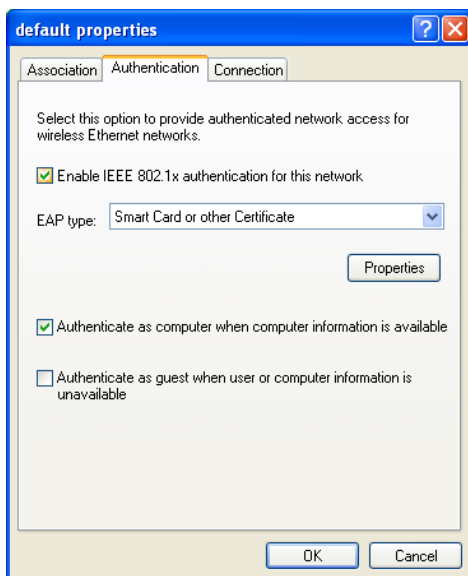 default properties
Association Authentication Connection
Select this option to provide authenticated network access for
wireless Ethernet networks.
Enable IEEE 802.1x authentication for this network
EAP type: Smart Card or other Certificate
Properties
Authenticate as computer when computer information is available
Authenticate as guest when user or computer information is
unavailable
OK Cancel